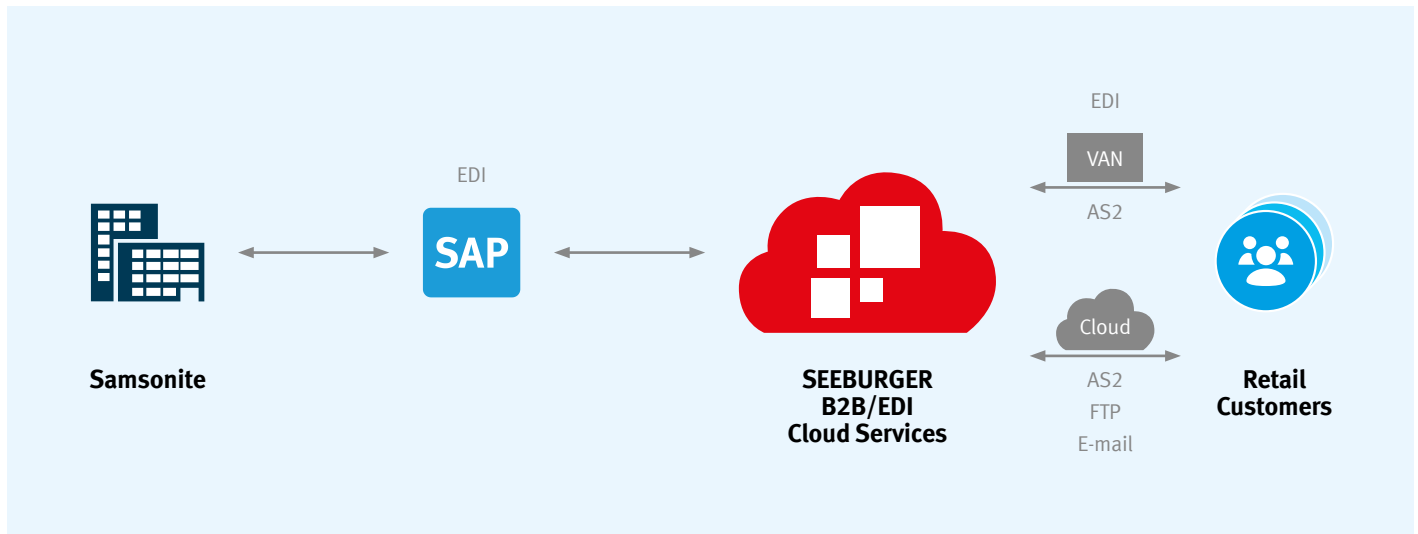 EDI
VAN
AS2
EDI
SAP
Cloud
AS2
FTP
E-mail
Samsonite
SEEBURGER
B2B/EDI
Cloud Services
Retail
Customers